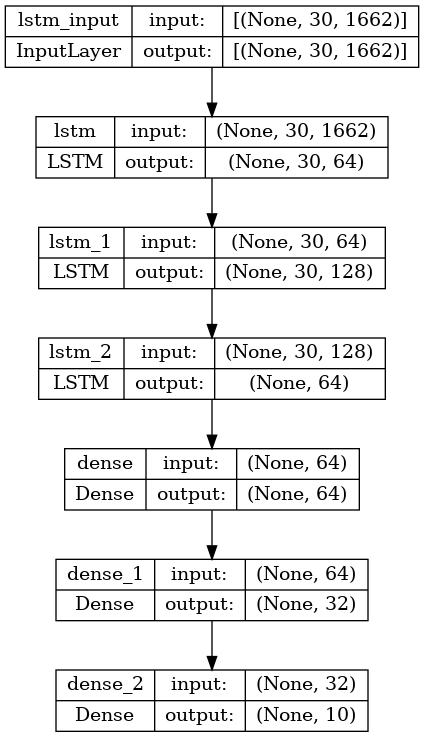 lstm_input input: [(None, 30, 1662)]
InputLayer output: [(None, 30, 1662)]
lstm input: (None, 30, 1662)
LSTM output: (None, 30, 64)
lstm_1 input: (None, 30, 64)
LSTM output: (None, 30, 128)
lstm_2 input: (None, 30, 128)
LSTM output: (None, 64)
dense input: (None, 64)
Dense output: (None, 64)
dense_1 input: (None, 64)
Dense output: (None, 32)
dense_2 input: (None, 32)
Dense output: (None, 10)